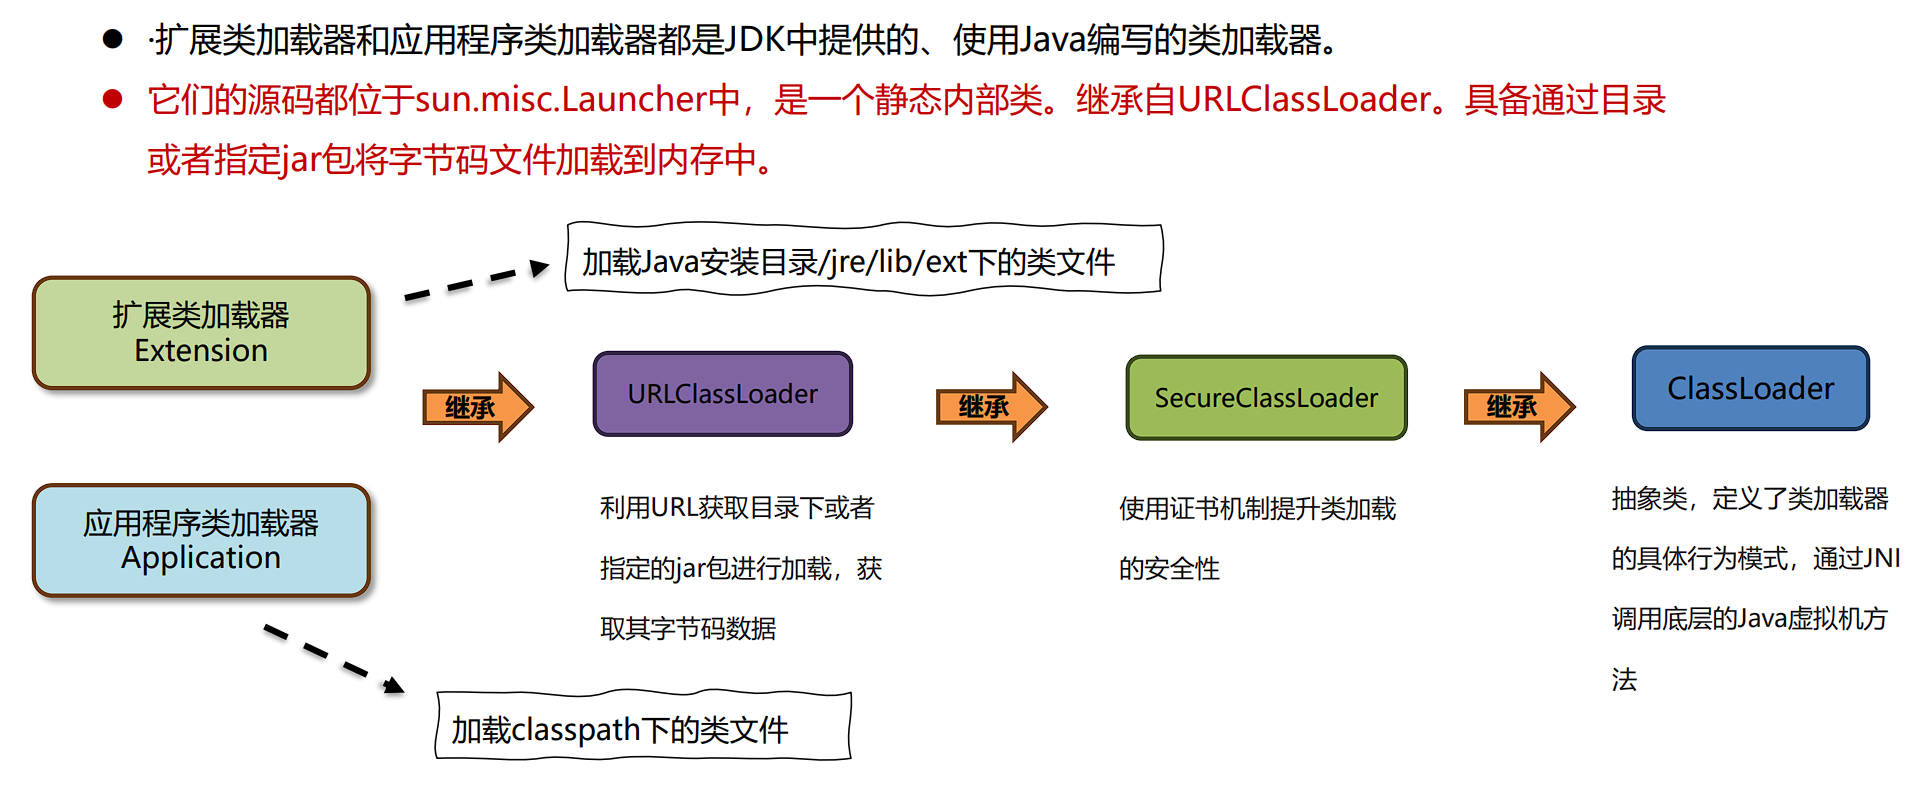 ·扩展类加载器和应用程序类加载器都是JDK中提供的、使用Java编写的类加载器。
它们的源码都位于sun.misc.Launcher中，是一个静态内部类。继承自URLClassLoader。具备通过目录
或者指定jar包将字节码文件加载到内存中。
加载Java安装目录/jre/lib/ext下的类文件
扩展类加载器
Extension
继承
URLClassLoader
继承
SecureClassLoader
继承
ClassLoader
应用程序类加载器
Application
利用URL获取目录下或者
指定的jar包进行加载，获
取其字节码数据
使用证书机制提升类加载
的安全性
抽象类，定义了类加载器
的具体行为模式，通过JNI
调用底层的Java虚拟机方
法
加载classpath下的类文件